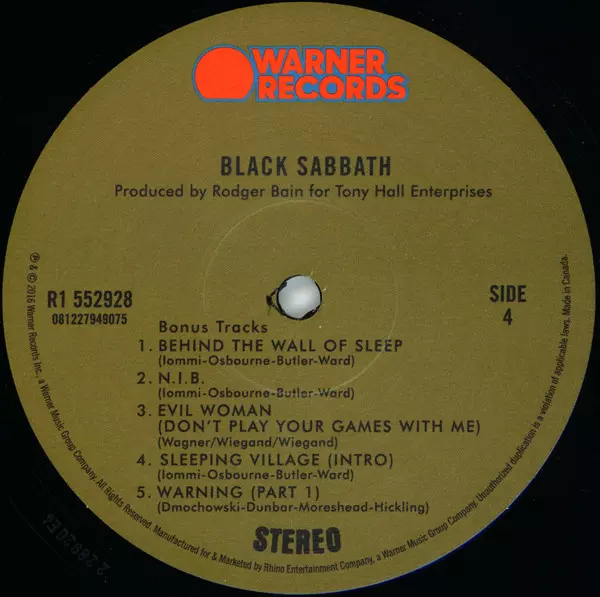 WARNER
RECORDS
BLACK SABBATH
Produced by Rodger Bain for Tony Hall Enterprises
R1 552928
081227949075
SIDE
4
Bonus Tracks
1. BEHIND THE WALL OF SLEEP
(Iommi-Osbourne-Butler-Ward)
2. N.I.B.
(Iommi-Osbourne-Butler-Ward)
3. EVIL WOMAN
(DON'T PLAY YOUR GAMES WITH ME)
(Wagner/Wiegand/Wiegand)
4. SLEEPING VILLAGE (INTRO)
(Iommi-Osbourne-Butler-Ward)
5. WARNING (PART 1)
(Dmochowski-Dunbar-Moreshead-Hickling)
STEREO
℗ & © 2016 Warner Records Inc., a Warner Music Group Company. All Rights Reserved. Manufactured for & Marketed by Rhino Entertainment Company, a Warner Music Group Company. Unauthorized duplication is a violation of applicable laws. Made in Canada.